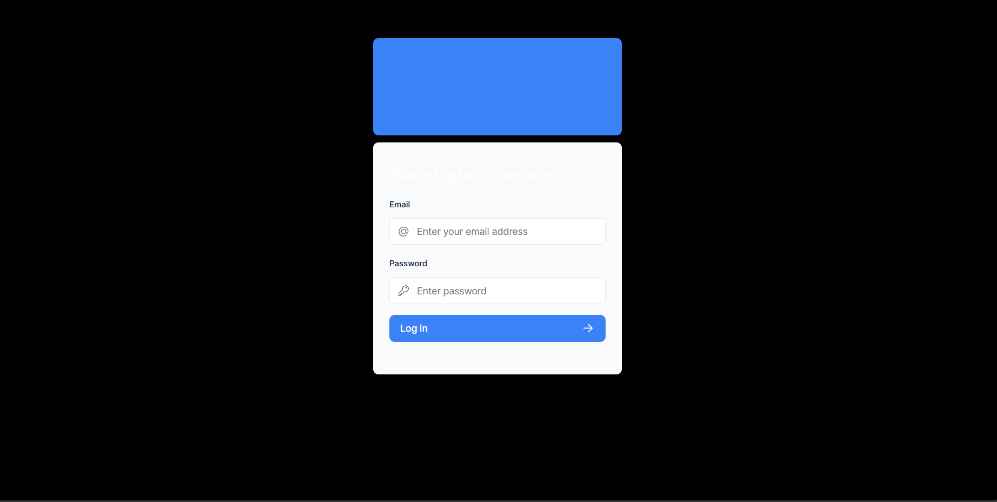 Please log in to continue.
Email
Enter your email address
Password
Enter password
Log in